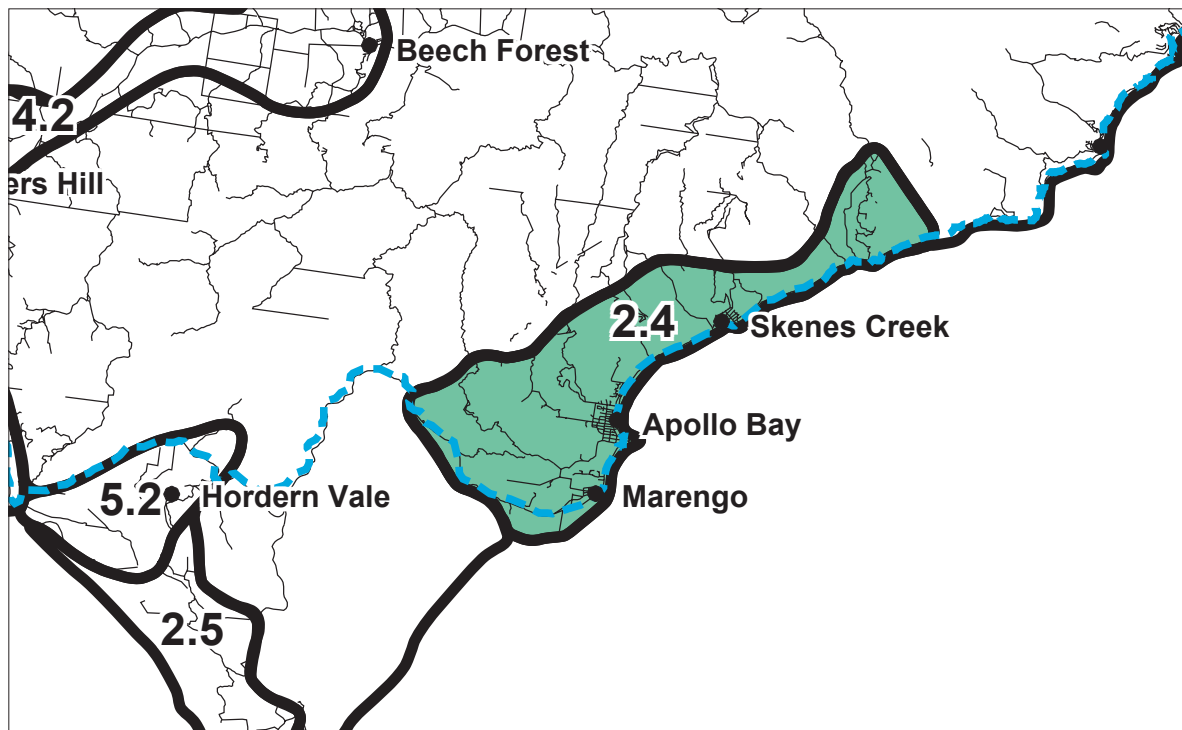 Beech Forest
4.2
ers Hill
2.4
Skenes Creek
Apollo Bay
5.2
Hordern Vale
Marengo
2.5